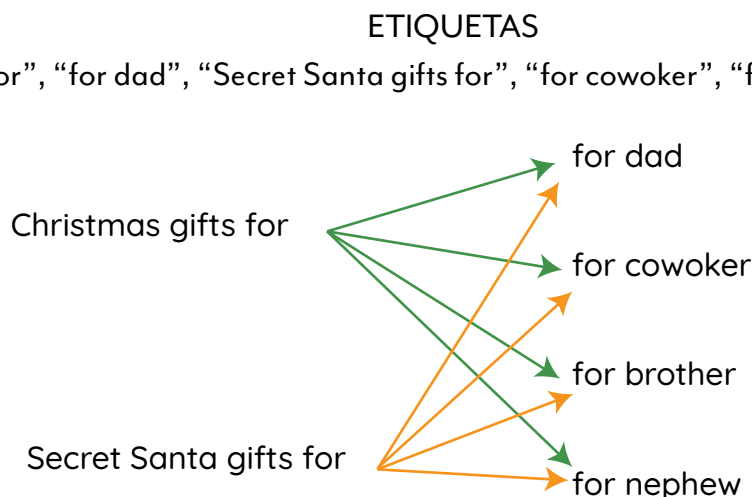 ETIQUETAS
or”, “for dad”, “Secret Santa gifts for”, “for cowoker”, “f
for dad
Christmas gifts for
for cowoker
for brother
Secret Santa gifts for
for nephew